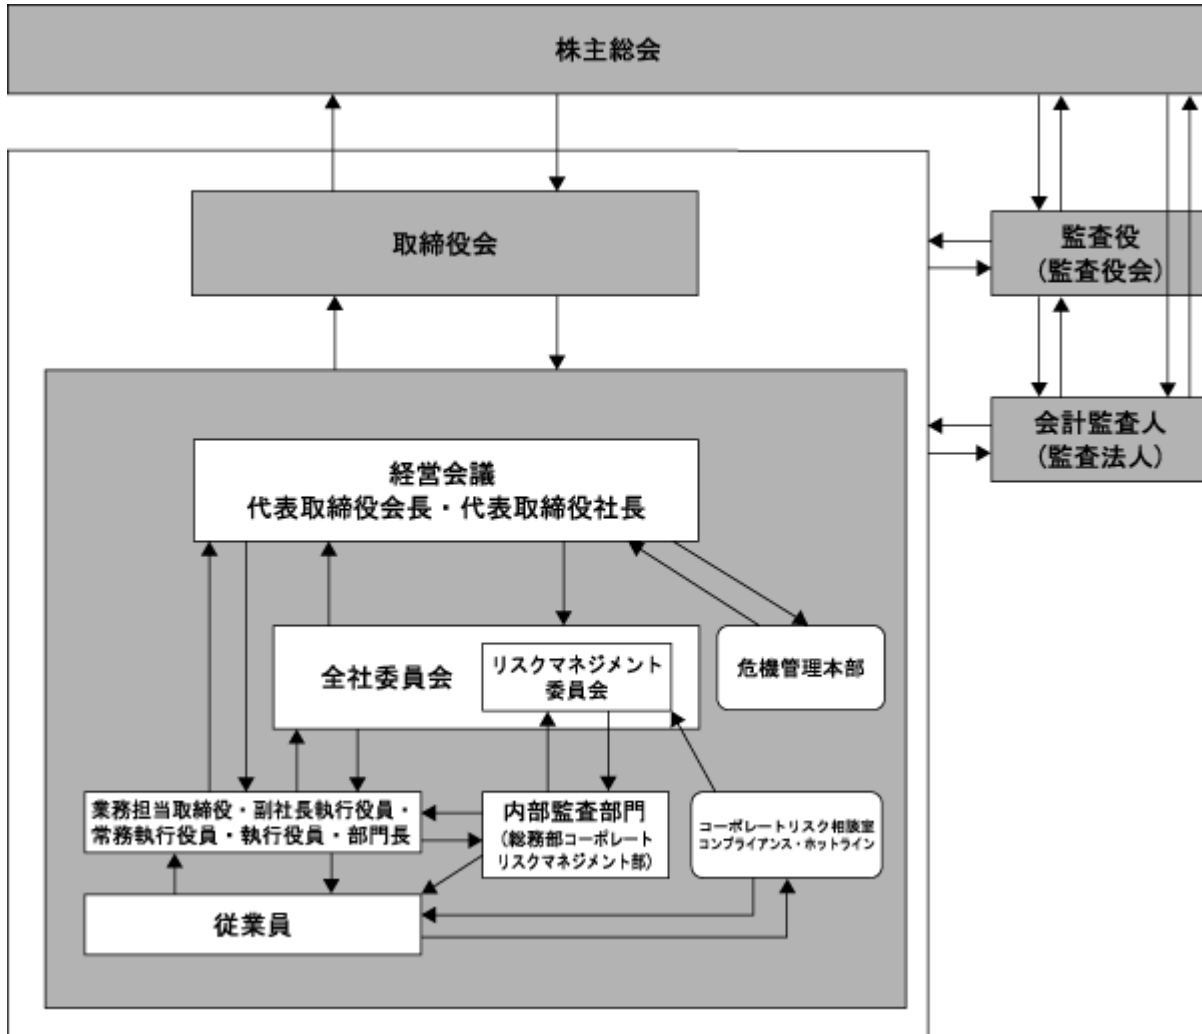 株主総会
取締役会
監査役
(監査役会)
会計監査人
(監査法人)
経営会議
代表取締役会長・代表取締役社長
全社委員会
リスクマネジメント
委員会
危機管理本部
業務担当取締役・副社長執行役員・
常務執行役員・執行役員・部門長
内部監査部門
(総務部コーポレート
リスクマネジメント部)
コーポレートリスク相談室
コンプライアンス・ホットライン
従業員